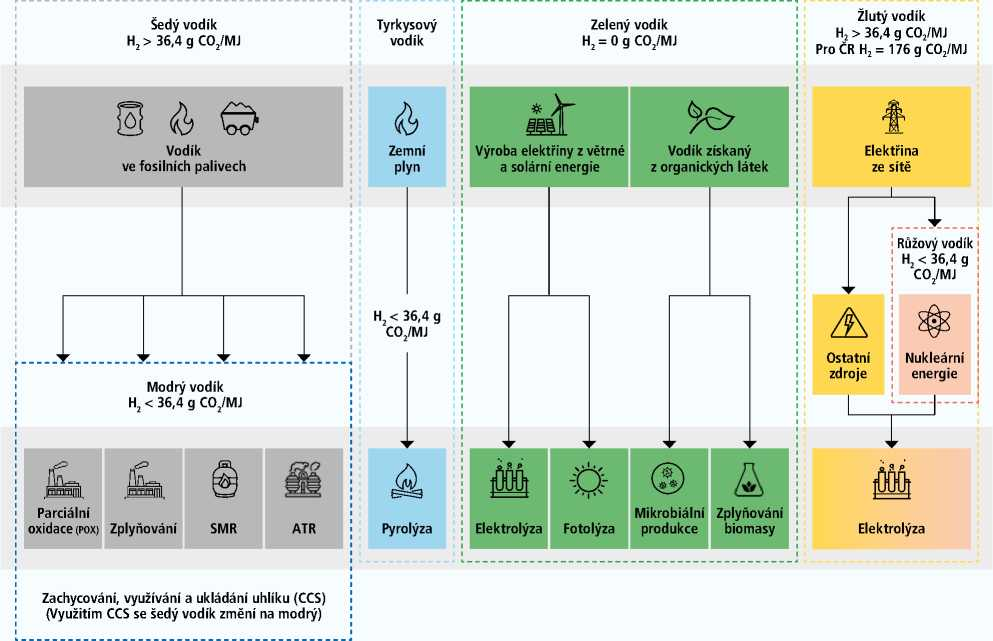 Šedý vodík
H2 > 36,4 g CO2/MJ
Tyrkysový
vodík
Zelený vodík
H2 = 0 g CO2/MJ
Žlutý vodík
H2 > 36,4 g CO2/MJ
Pro ČR H2 = 176 g CO2/MJ
Vodík
ve fosilních palivech
Zemní
plyn
Výroba elektřiny z větrné
a solární energie
Vodík získaný
z organických látek
Elektřina
ze sítě
Růžový vodík
H2 < 36,4 g
CO2/MJ
H2 < 36,4 g
CO2/MJ
Ostatní
zdroje
Nukleární
energie
Modrý vodík
H2 < 36,4 g CO2/MJ
Parciální
oxidace (POX)
Zplyňování
SMR
ATR
Pyrolýza
Elektrolýza
Fotolýza
Mikrobiální
produkce
Zplyňování
biomasy
Elektrolýza
Zachycování, využívání a ukládání uhlíku (CCS)
(Využitím CCS se šedý vodík změní na modrý)